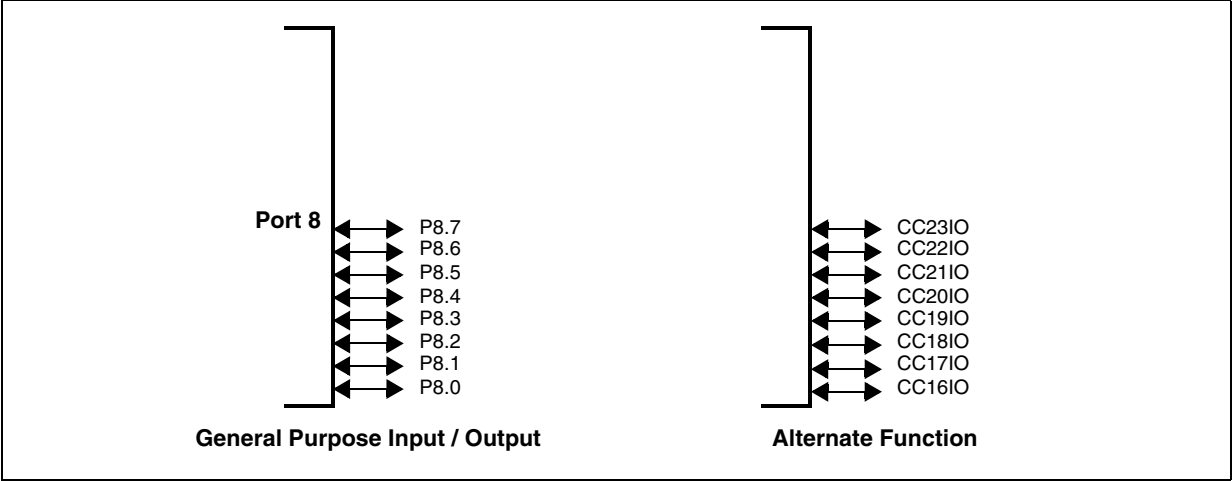 Port 8
P8.7
P8.6
P8.5
P8.4
P8.3
P8.2
P8.1
P8.0
General Purpose Input / Output
CC23IO
CC22IO
CC21IO
CC20IO
CC19IO
CC18IO
CC17IO
CC16IO
Alternate Function